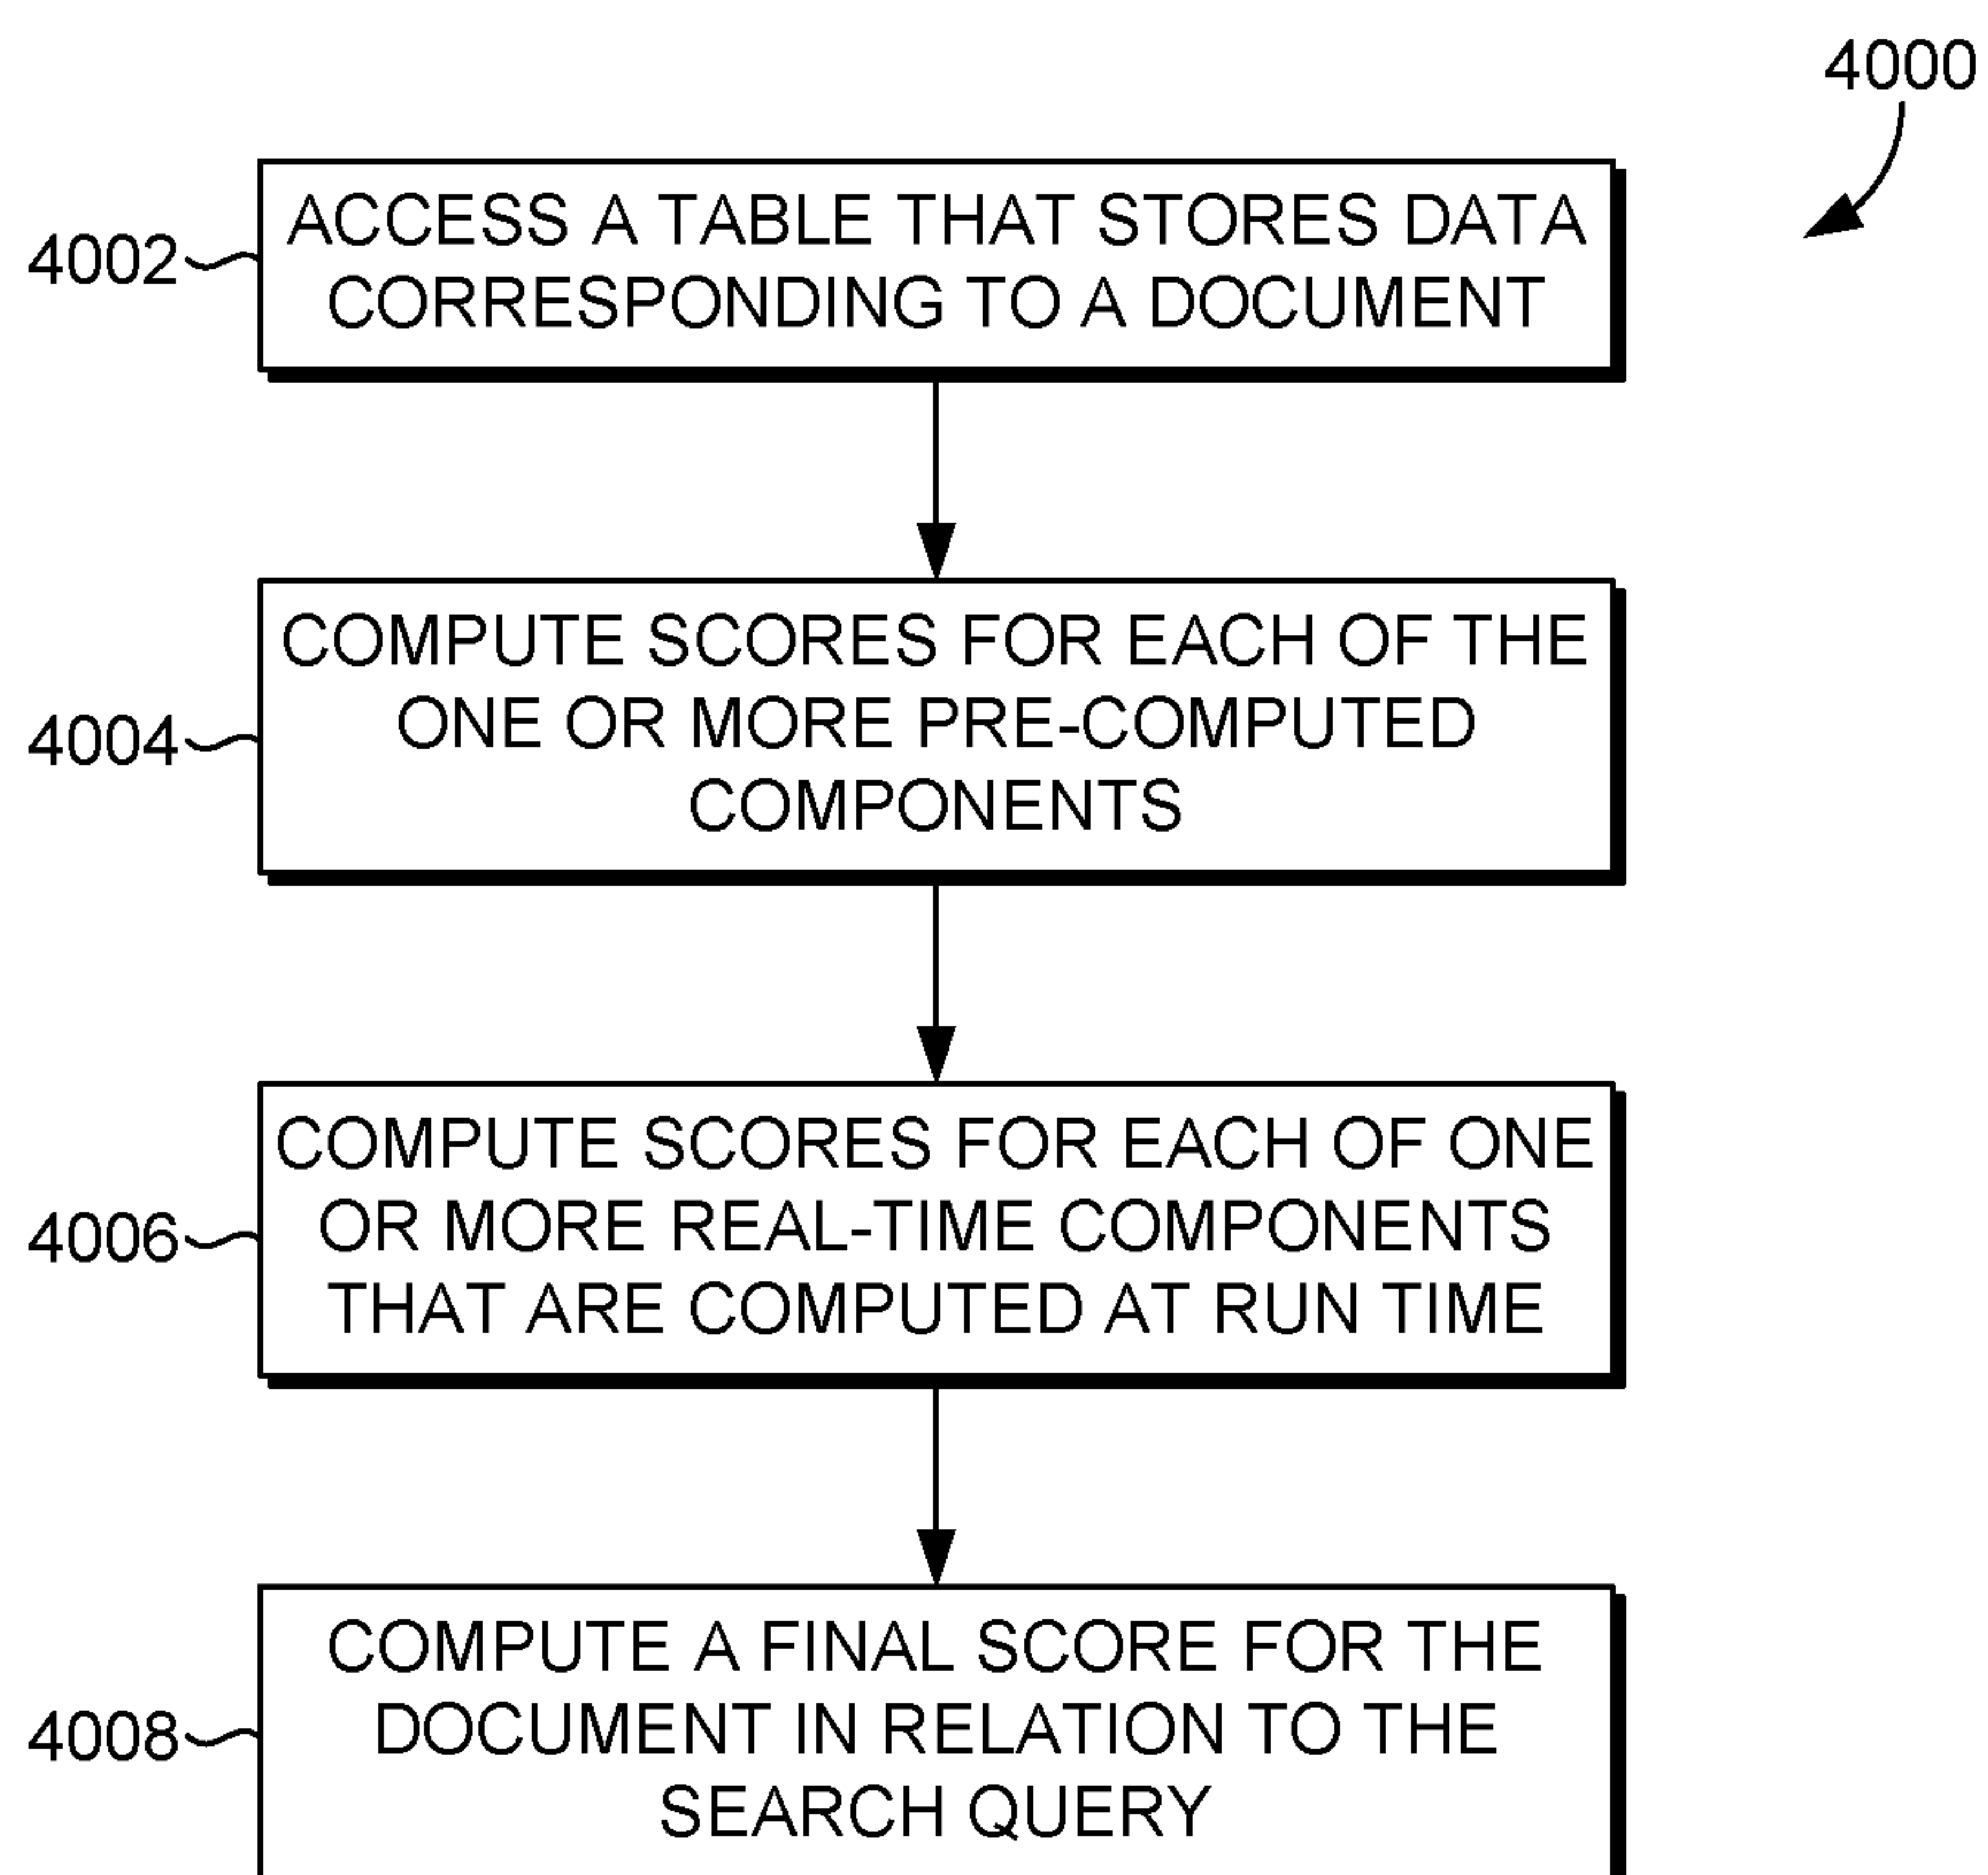 4000
4002
ACCESS A TABLE THAT STORES DATA
CORRESPONDING TO A DOCUMENT
4004
COMPUTE SCORES FOR EACH OF THE
ONE OR MORE PRE-COMPUTED
COMPONENTS
4006
COMPUTE SCORES FOR EACH OF ONE
OR MORE REAL-TIME COMPONENTS
THAT ARE COMPUTED AT RUN TIME
4008
COMPUTE A FINAL SCORE FOR THE
DOCUMENT IN RELATION TO THE
SEARCH QUERY